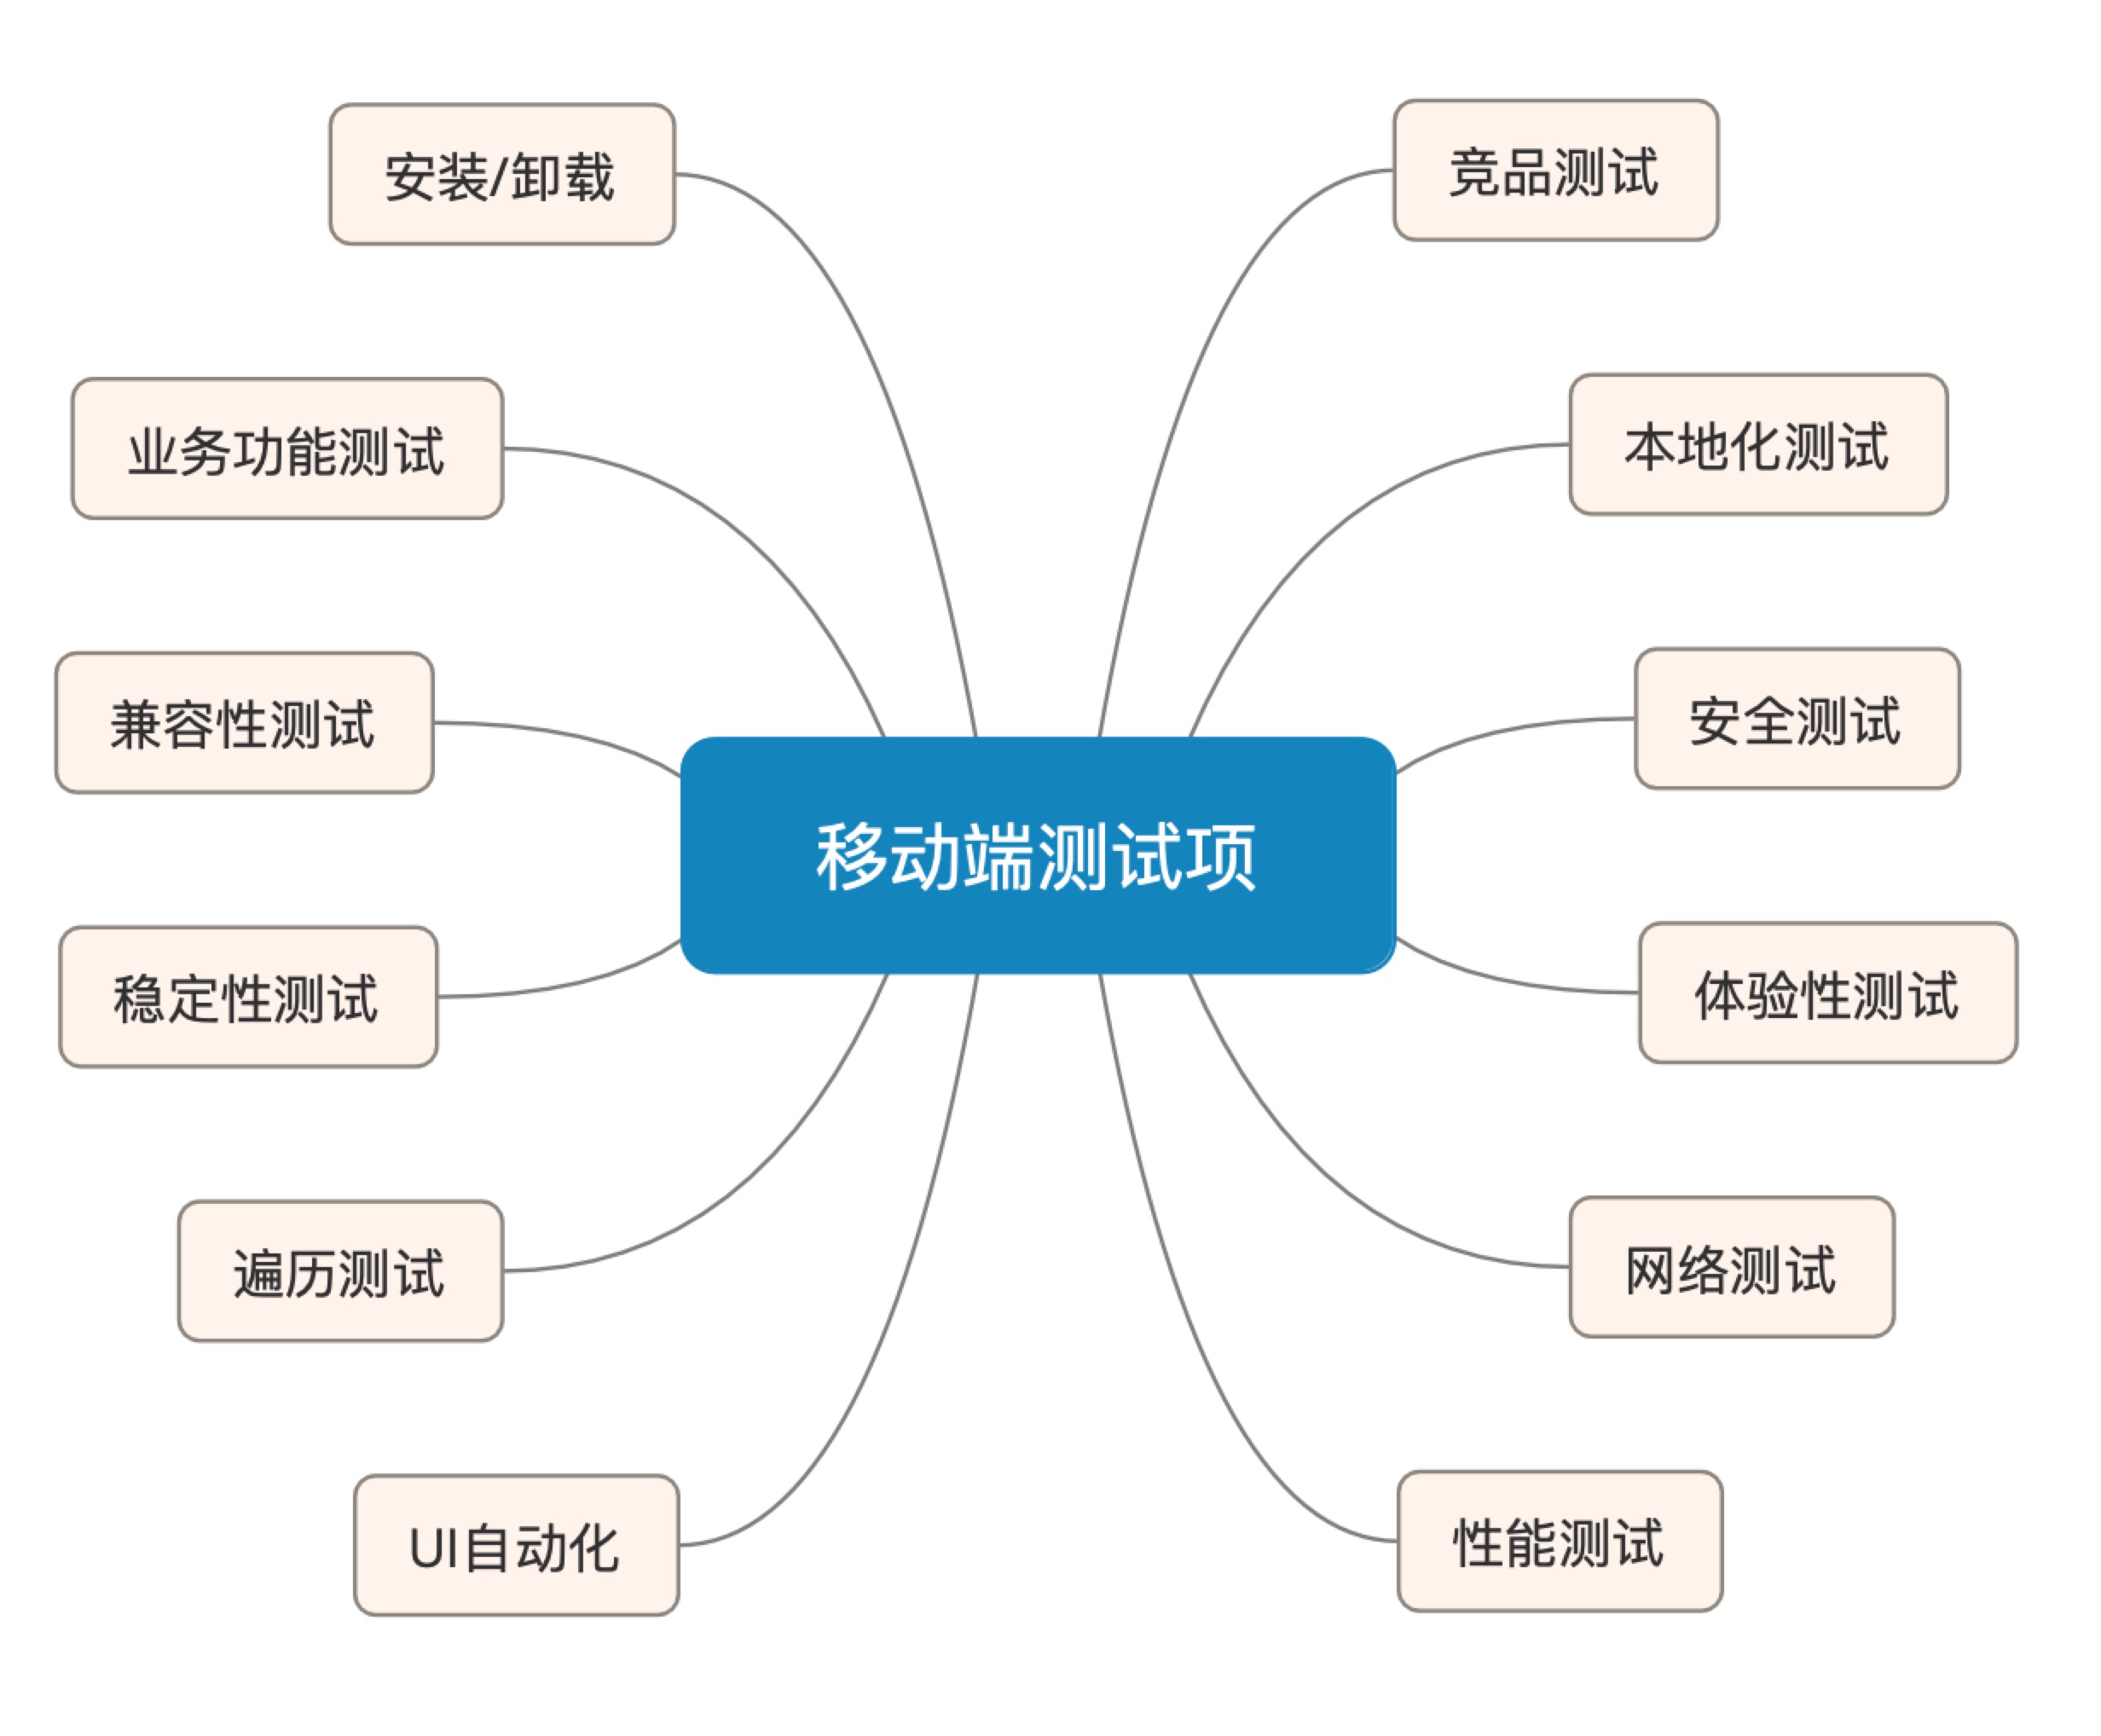 安装/卸载
竞品测试
业务功能测试
本地化测试
兼容性测试
安全测试
移动端测试项
稳定性测试
体验性测试
遍历测试
网络测试
UI自动化
性能测试